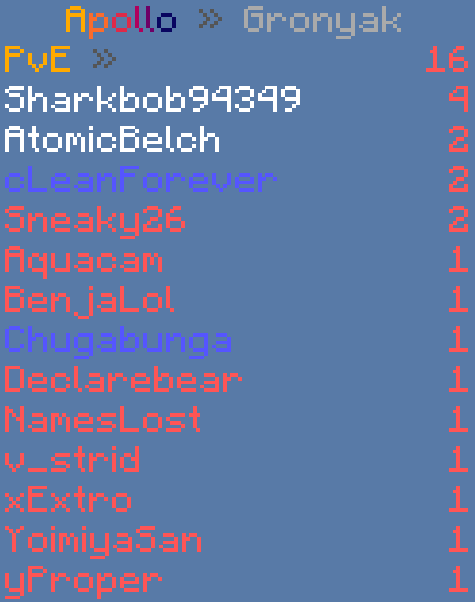 Apollo » Gronyak
PvE » 16
Sharkbob94349 4
AtomicBelch 2
cLeanForever 2
Sneaky26 2
Aquacam 1
BenjaLol 1
Chugabunga 1
Declarebear 1
NamesLost 1
v_strid 1
xExtro 1
YoimiyaSan 1
yProper 1